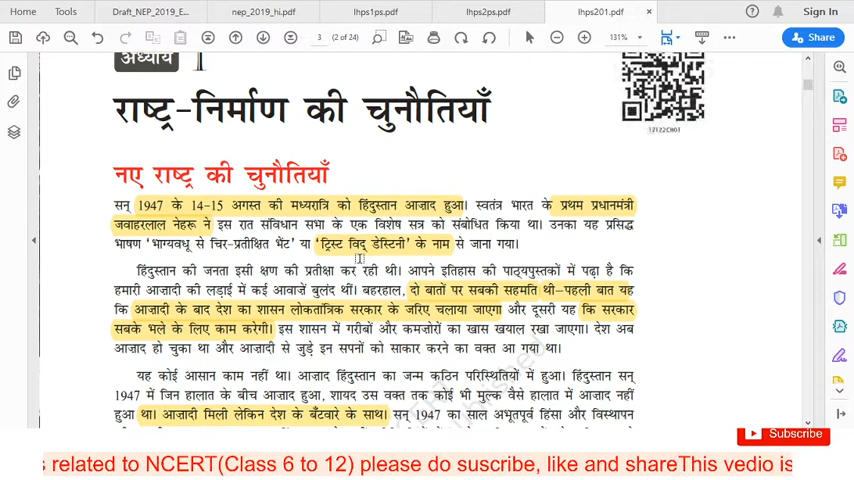 Home Tools Draft_NEP_2019_E... nep_2019_hi.pdf lhps1ps.pdf lhps2ps.pdf lhps201.pdf × Sign In
3 (2 of 24) 131% Share
अध्याय 1
राष्ट्र-निर्माण की चुनौतियाँ
12122CH01
नए राष्ट्र की चुनौतियाँ
सन् 1947 के 14-15 अगस्त की मध्यरात्रि को हिंदुस्तान आज़ाद हुआ। स्वतंत्र भारत के प्रथम प्रधानमंत्री
जवाहरलाल नेहरू ने इस रात संविधान सभा के एक विशेष सत्र को संबोधित किया था। उनका यह प्रसिद्ध
भाषण 'भाग्यवधू से चिर-प्रतीक्षित भेंट' या 'ट्रिस्ट विद् डेस्टिनी' के नाम से जाना गया।
हिंदुस्तान की जनता इसी क्षण की प्रतीक्षा कर रही थी। आपने इतिहास की पाठ्यपुस्तकों में पढ़ा है कि
हमारी आज़ादी की लड़ाई में कई आवाज़ें बुलंद थीं। बहरहाल, दो बातों पर सबकी सहमति थी–पहली बात यह
कि आज़ादी के बाद देश का शासन लोकतांत्रिक सरकार के जरिए चलाया जाएगा और दूसरी यह कि सरकार
सबके भले के लिए काम करेगी। इस शासन में गरीबों और कमजोरों का खास खयाल रखा जाएगा। देश अब
आज़ाद हो चुका था और आज़ादी से जुड़े इन सपनों को साकार करने का वक्त आ गया था।
यह कोई आसान काम नहीं था। आज़ाद हिंदुस्तान का जन्म कठिन परिस्थितियों में हुआ। हिंदुस्तान सन्
1947 में जिन हालात के बीच आज़ाद हुआ, शायद उस वक्त तक कोई भी मुल्क वैसे हालात में आज़ाद नहीं
हुआ था। आज़ादी मिली लेकिन देश के बँटवारे के साथ। सन् 1947 का साल अभूतपूर्व हिंसा और विस्थापन
Subscribe
s related to NCERT(Class 6 to 12) please do suscribe, like and shareThis vedio is